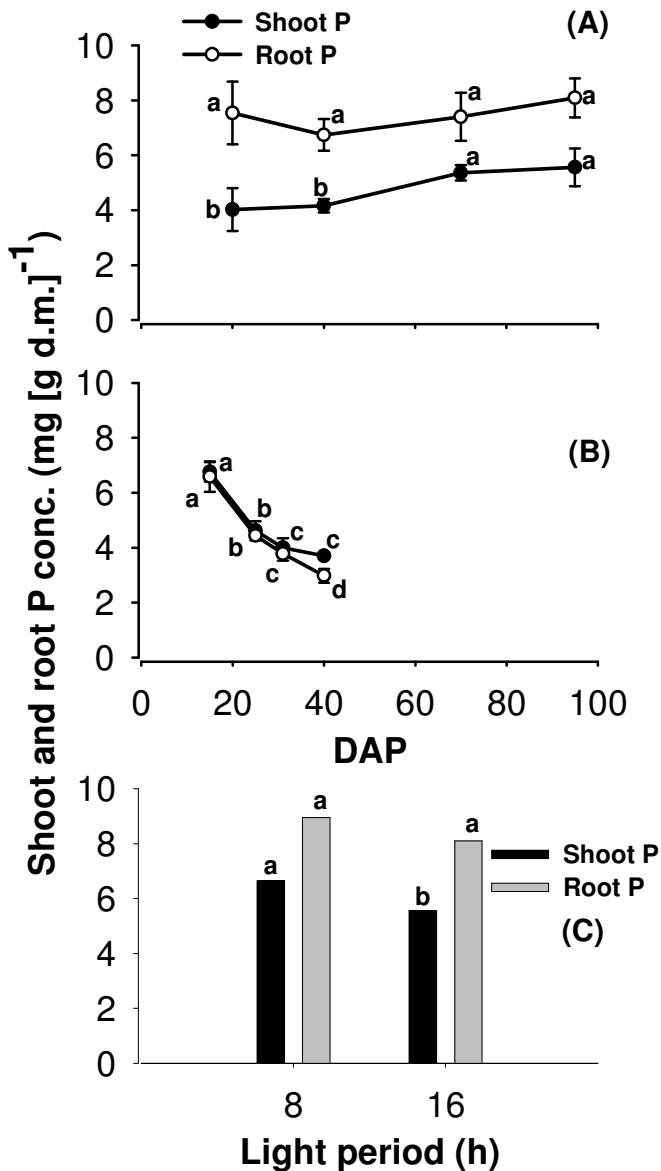 Shoot P
Root P
(A)
10
8
6
4
2
0
a
a
a
a
b
b
a
a
10
8
6
4
2
0
(B)
a
a
b
b
c
c
c
d
0
20
40
60
80
100
DAP
Shoot and root P conc. (mg [g d.m.]-1)
10
8
6
4
2
0
a
a
b
a
Shoot P
Root P
(C)
8
16
Light period (h)